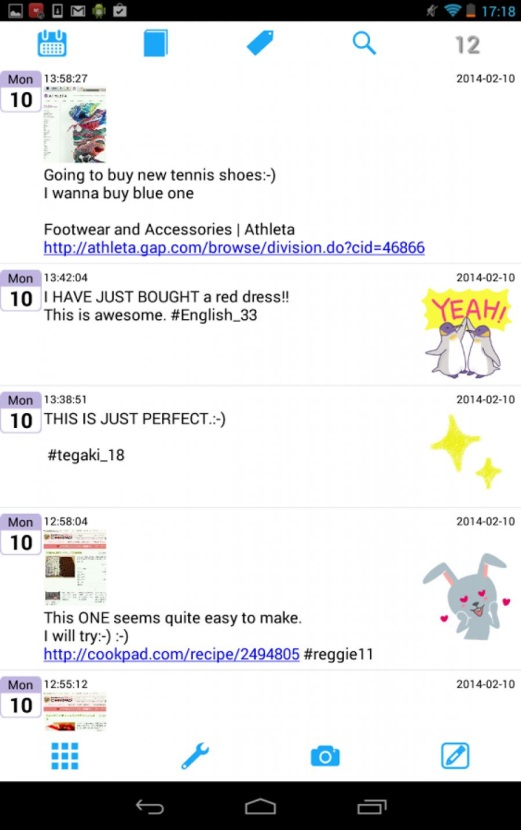 17:18
12
Mon
10
13:58:27
2014-02-10
Going to buy new tennis shoes:-)
I wanna buy blue one
Footwear and Accessories | Athleta
http://athleta.gap.com/browse/division.do?cid=46866
Mon
10
13:42:04
2014-02-10
I HAVE JUST BOUGHT a red dress!!
This is awesome. #English_33
YEAH!
Mon
10
13:38:51
2014-02-10
THIS IS JUST PERFECT.:-)
#tegaki_18
Mon
10
12:58:04
2014-02-10
This ONE seems quite easy to make.
I will try:-) :-)
http://cookpad.com/recipe/2494805 #reggie11
Mon
10
12:55:12
2014-02-10